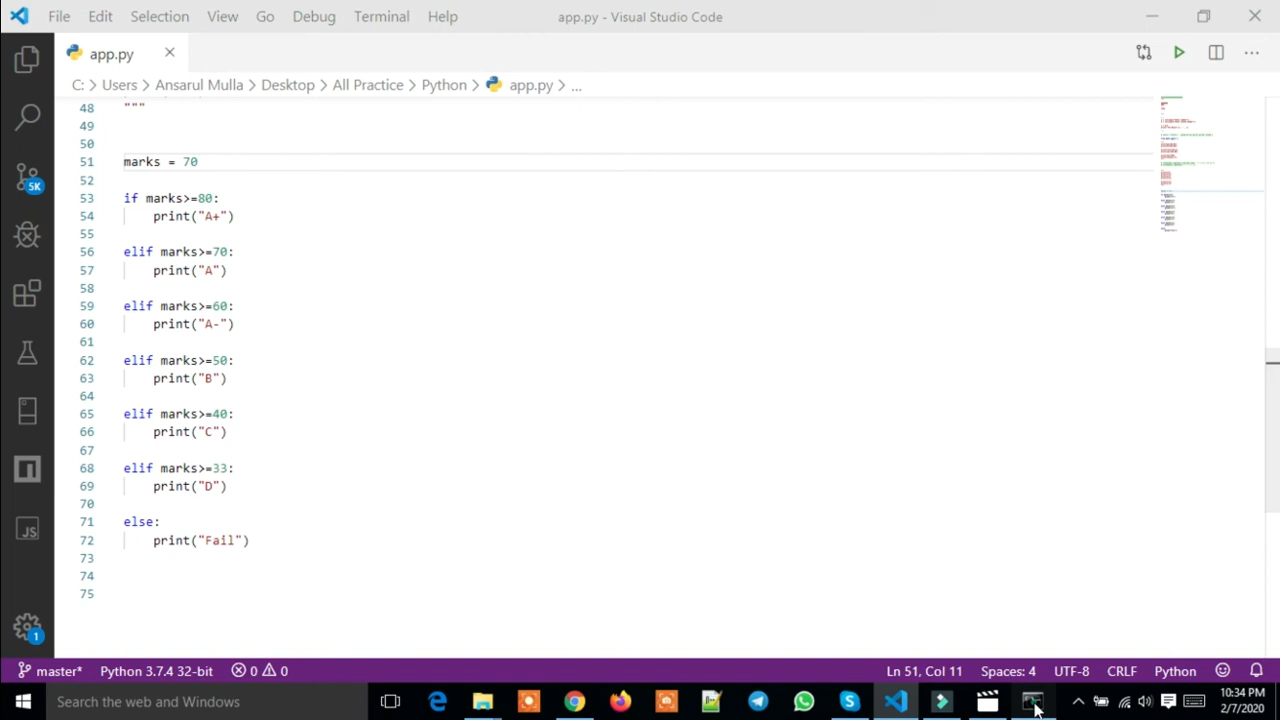 File Edit Selection View Go Debug Terminal Help app.py - Visual Studio Code
app.py
C: > Users > Ansarul Mulla > Desktop > All Practice > Python > app.py > ...
48 """
49
50
51 marks = 70
52
53 if marks>=80:
54 print("A+")
55
56 elif marks>=70:
57 print("A")
58
59 elif marks>=60:
60 print("A-")
61
62 elif marks>=50:
63 print("B")
64
65 elif marks>=40:
66 print("C")
67
68 elif marks>=33:
69 print("D")
70
71 else:
72 print("Fail")
73
74
75
5K
JS
1
master* Python 3.7.4 32-bit 0 0 Ln 51, Col 11 Spaces: 4 UTF-8 CRLF Python
Search the web and Windows
10:34 PM
2/7/2020